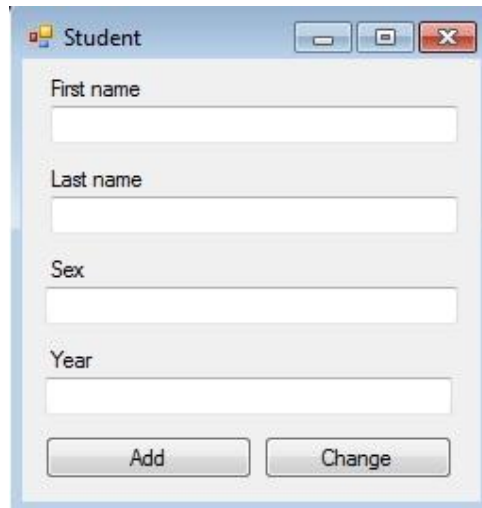 Student
First name
Last name
Sex
Year
Add Change